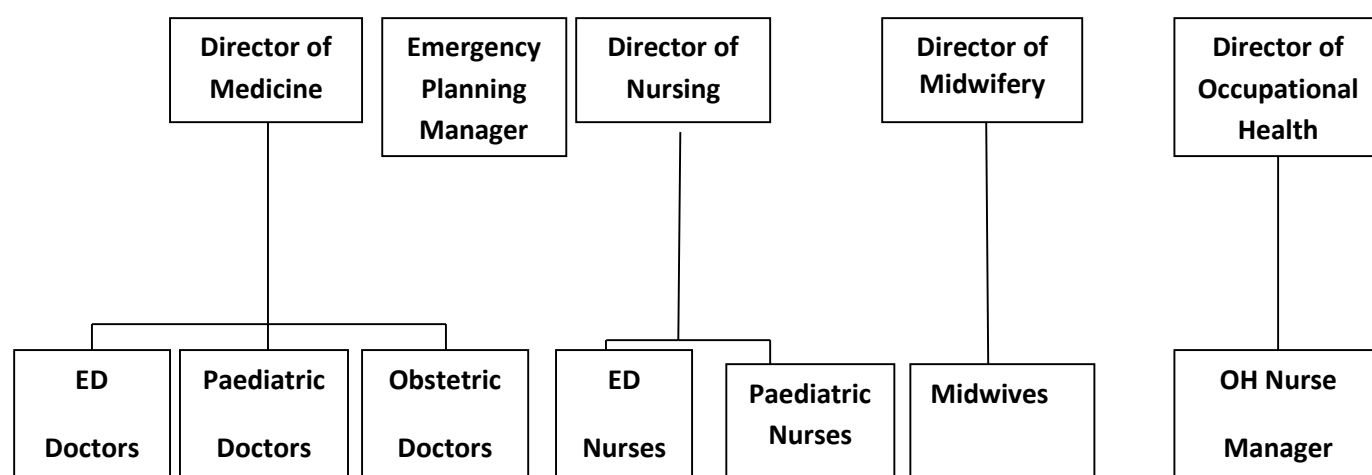 Director of
Medicine
Emergency
Planning
Manager
Director of
Nursing
Director of
Midwifery
Director of
Occupational
Health
ED
Doctors
Paediatric
Doctors
Obstetric
Doctors
ED
Nurses
Paediatric
Nurses
Midwives
OH Nurse
Manager